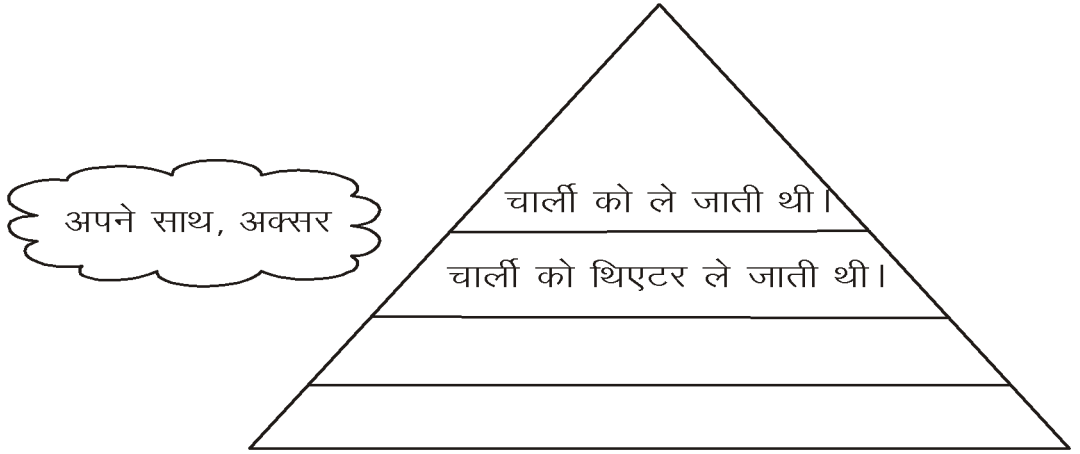 चार्ली को ले जाती थी।
अपने साथ, अक्सर
चार्ली को थिएटर ले जाती थी।